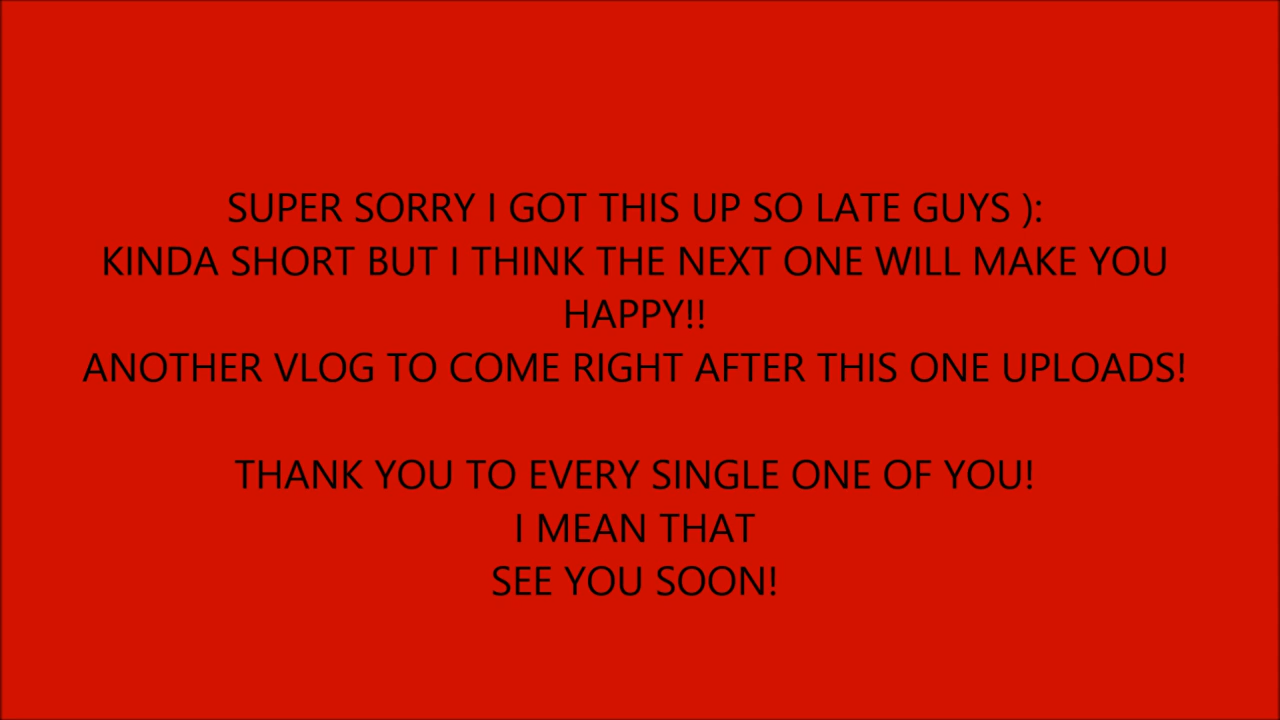 SUPER SORRY I GOT THIS UP SO LATE GUYS ):
KINDA SHORT BUT I THINK THE NEXT ONE WILL MAKE YOU
HAPPY!!
ANOTHER VLOG TO COME RIGHT AFTER THIS ONE UPLOADS!
THANK YOU TO EVERY SINGLE ONE OF YOU!
I MEAN THAT
SEE YOU SOON!